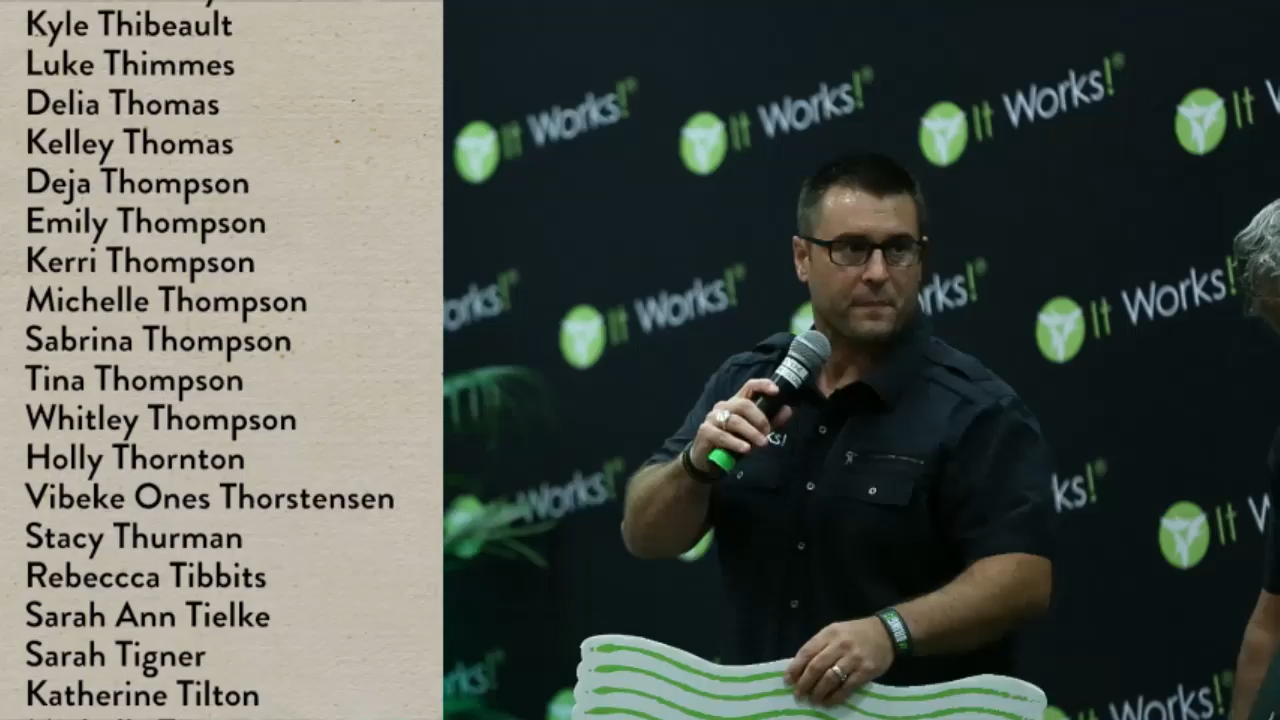 Kyle Thibeault
Luke Thimmes
Delia Thomas
Kelley Thomas
Deja Thompson
Emily Thompson
Kerri Thompson
Michelle Thompson
Sabrina Thompson
Tina Thompson
Whitley Thompson
Holly Thornton
Vibeke Ones Thorstensen
Stacy Thurman
Rebeccca Tibbits
Sarah Ann Tielke
Sarah Tigner
Katherine Tilton
It Works!®
It Works!®
It Works!®
It
Works!®
It Works!®
It Works!
Works!®
It
Works!